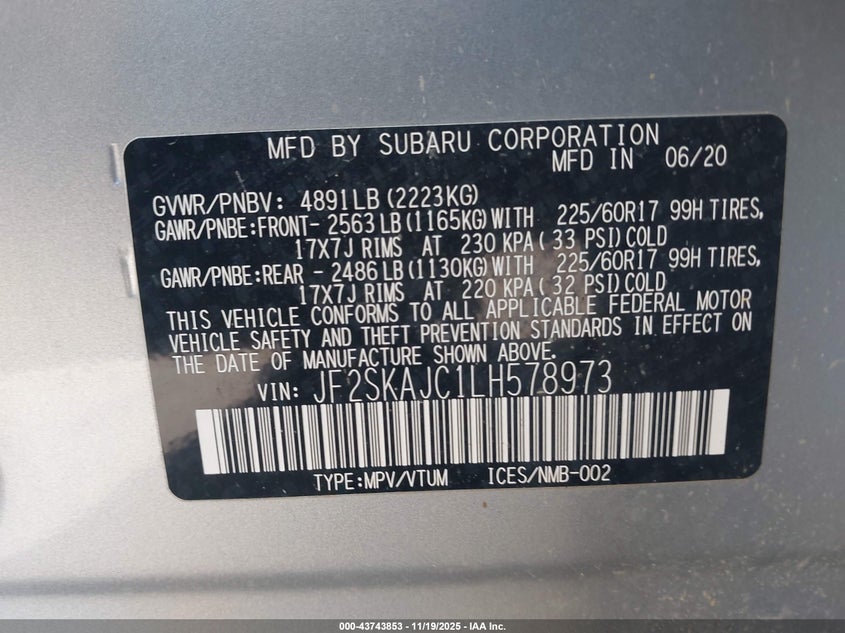 MFD BY SUBARU CORPORATION
MFD IN 06/20
GVWR/PNBV: 4891LB (2223KG)
GAWR/PNBE:FRONT- 2563LB (1165KG) WITH 225/60R17 99H TIRES,
17X7J RIMS AT 230 KPA ( 33 PSI) COLD
GAWR/PNBE:REAR - 2486LB (1130KG) WITH 225/60R17 99H TIRES,
17X7J RIMS AT 220 KPA ( 32 PSI) COLD
THIS VEHICLE CONFORMS TO ALL APPLICABLE FEDERAL MOTOR
VEHICLE SAFETY AND THEFT PREVENTION STANDARDS IN EFFECT ON
THE DATE OF MANUFACTURE SHOWN ABOVE.
VIN: JF2SKAJC1LH578973
TYPE:MPV/VTUM ICES/NMB-002
000-43743853 - 11/19/2025 - IAA Inc.